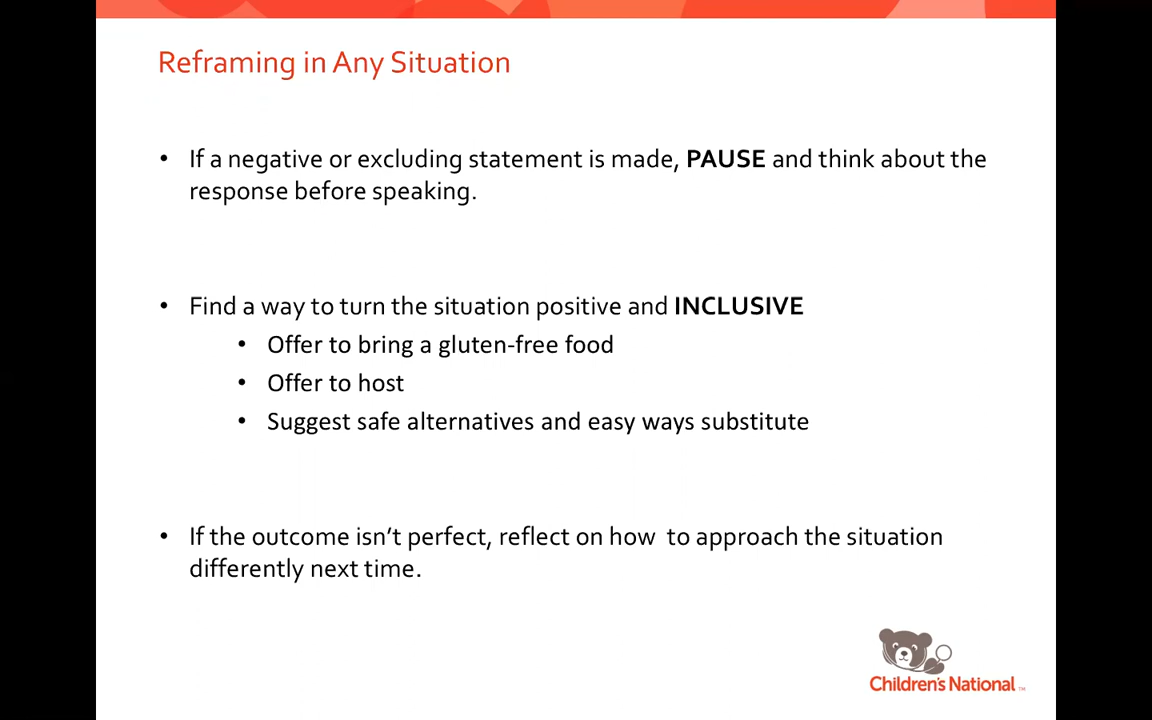 Reframing in Any Situation
• If a negative or excluding statement is made, PAUSE and think about the
response before speaking.
• Find a way to turn the situation positive and INCLUSIVE
• Offer to bring a gluten-free food
• Offer to host
• Suggest safe alternatives and easy ways substitute
• If the outcome isn't perfect, reflect on how  to approach the situation
differently next time.
Children's National ™